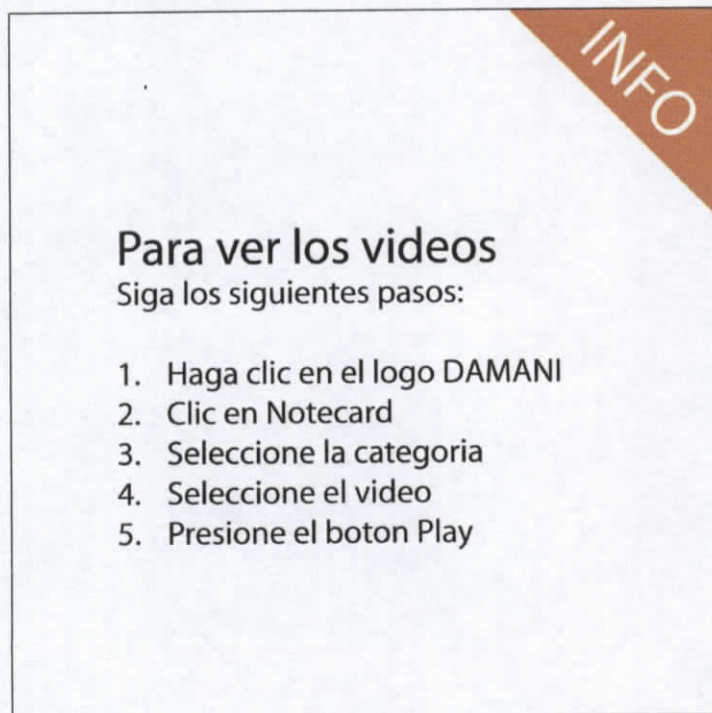 INFO
Para ver los videos
Siga los siguientes pasos:
1. Haga clic en el logo DAMANI
2. Clic en Notecard
3. Seleccione la categoria
4. Seleccione el video
5. Presione el boton Play